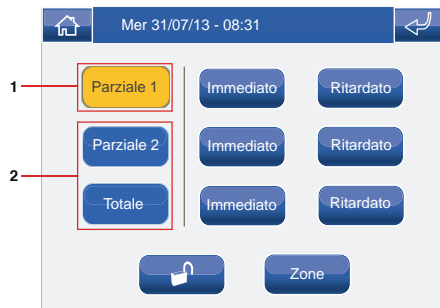 Mer 31/07/13 - 08:31
1
Parziale 1 Immediato Ritardato
Parziale 2 Immediato Ritardato
2
Totale Immediato Ritardato
Zone